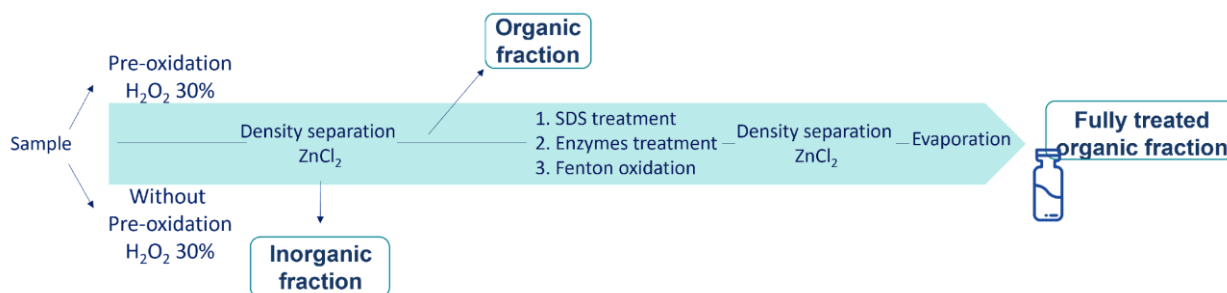 Organic
fraction
Pre-oxidation
H₂O₂ 30%
Sample
Density separation
ZnCl₂
1. SDS treatment
2. Enzymes treatment
3. Fenton oxidation
Density separation
ZnCl₂
Evaporation
Fully treated
organic fraction
Without
Pre-oxidation
H₂O₂ 30%
Inorganic
fraction